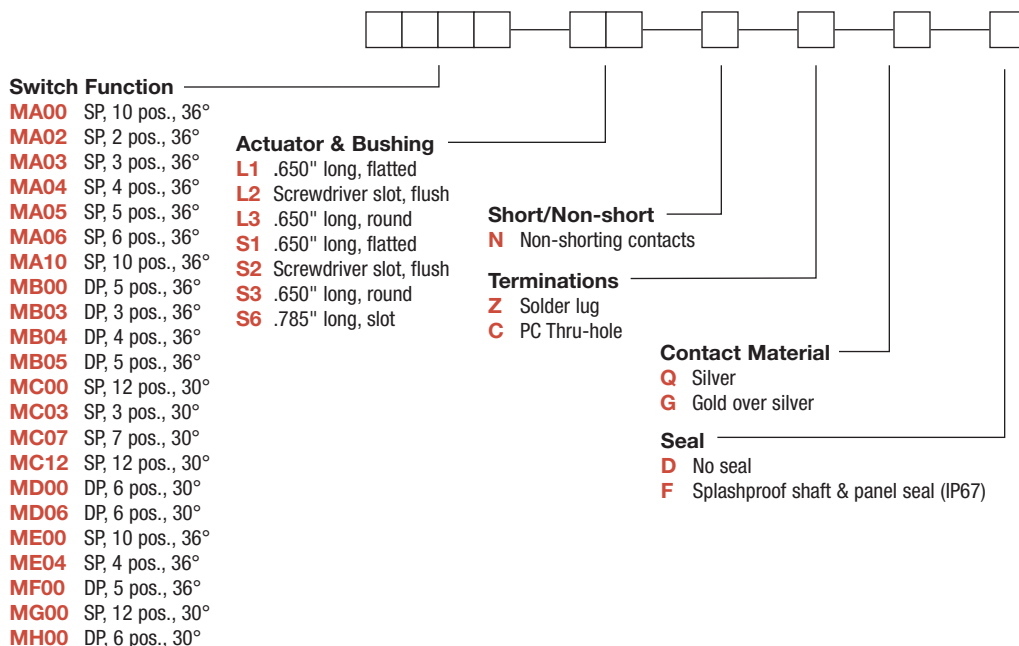 Switch Function
MA00 SP, 10 pos., 36°
MA02 SP, 2 pos., 36°
MA03 SP, 3 pos., 36°
MA04 SP, 4 pos., 36°
MA05 SP, 5 pos., 36°
MA06 SP, 6 pos., 36°
MA10 SP, 10 pos., 36°
MB00 DP, 5 pos., 36°
MB03 DP, 3 pos., 36°
MB04 DP, 4 pos., 36°
MB05 DP, 5 pos., 36°
MC00 SP, 12 pos., 30°
MC03 SP, 3 pos., 30°
MC07 SP, 7 pos., 30°
MC12 SP, 12 pos., 30°
MD00 DP, 6 pos., 30°
MD06 DP, 6 pos., 30°
ME00 SP, 10 pos., 36°
ME04 SP, 4 pos., 36°
MF00 DP, 5 pos., 36°
MG00 SP, 12 pos., 30°
MH00 DP, 6 pos., 30°
Actuator & Bushing
L1 .650" long, flatted
L2 Screwdriver slot, flush
L3 .650" long, round
S1 .650" long, flatted
S2 Screwdriver slot, flush
S3 .650" long, round
S6 .785" long, slot
Short/Non-short
N Non-shorting contacts
Terminations
Z Solder lug
C PC Thru-hole
Contact Material
Q Silver
G Gold over silver
Seal
D No seal
F Splashproof shaft & panel seal (IP67)